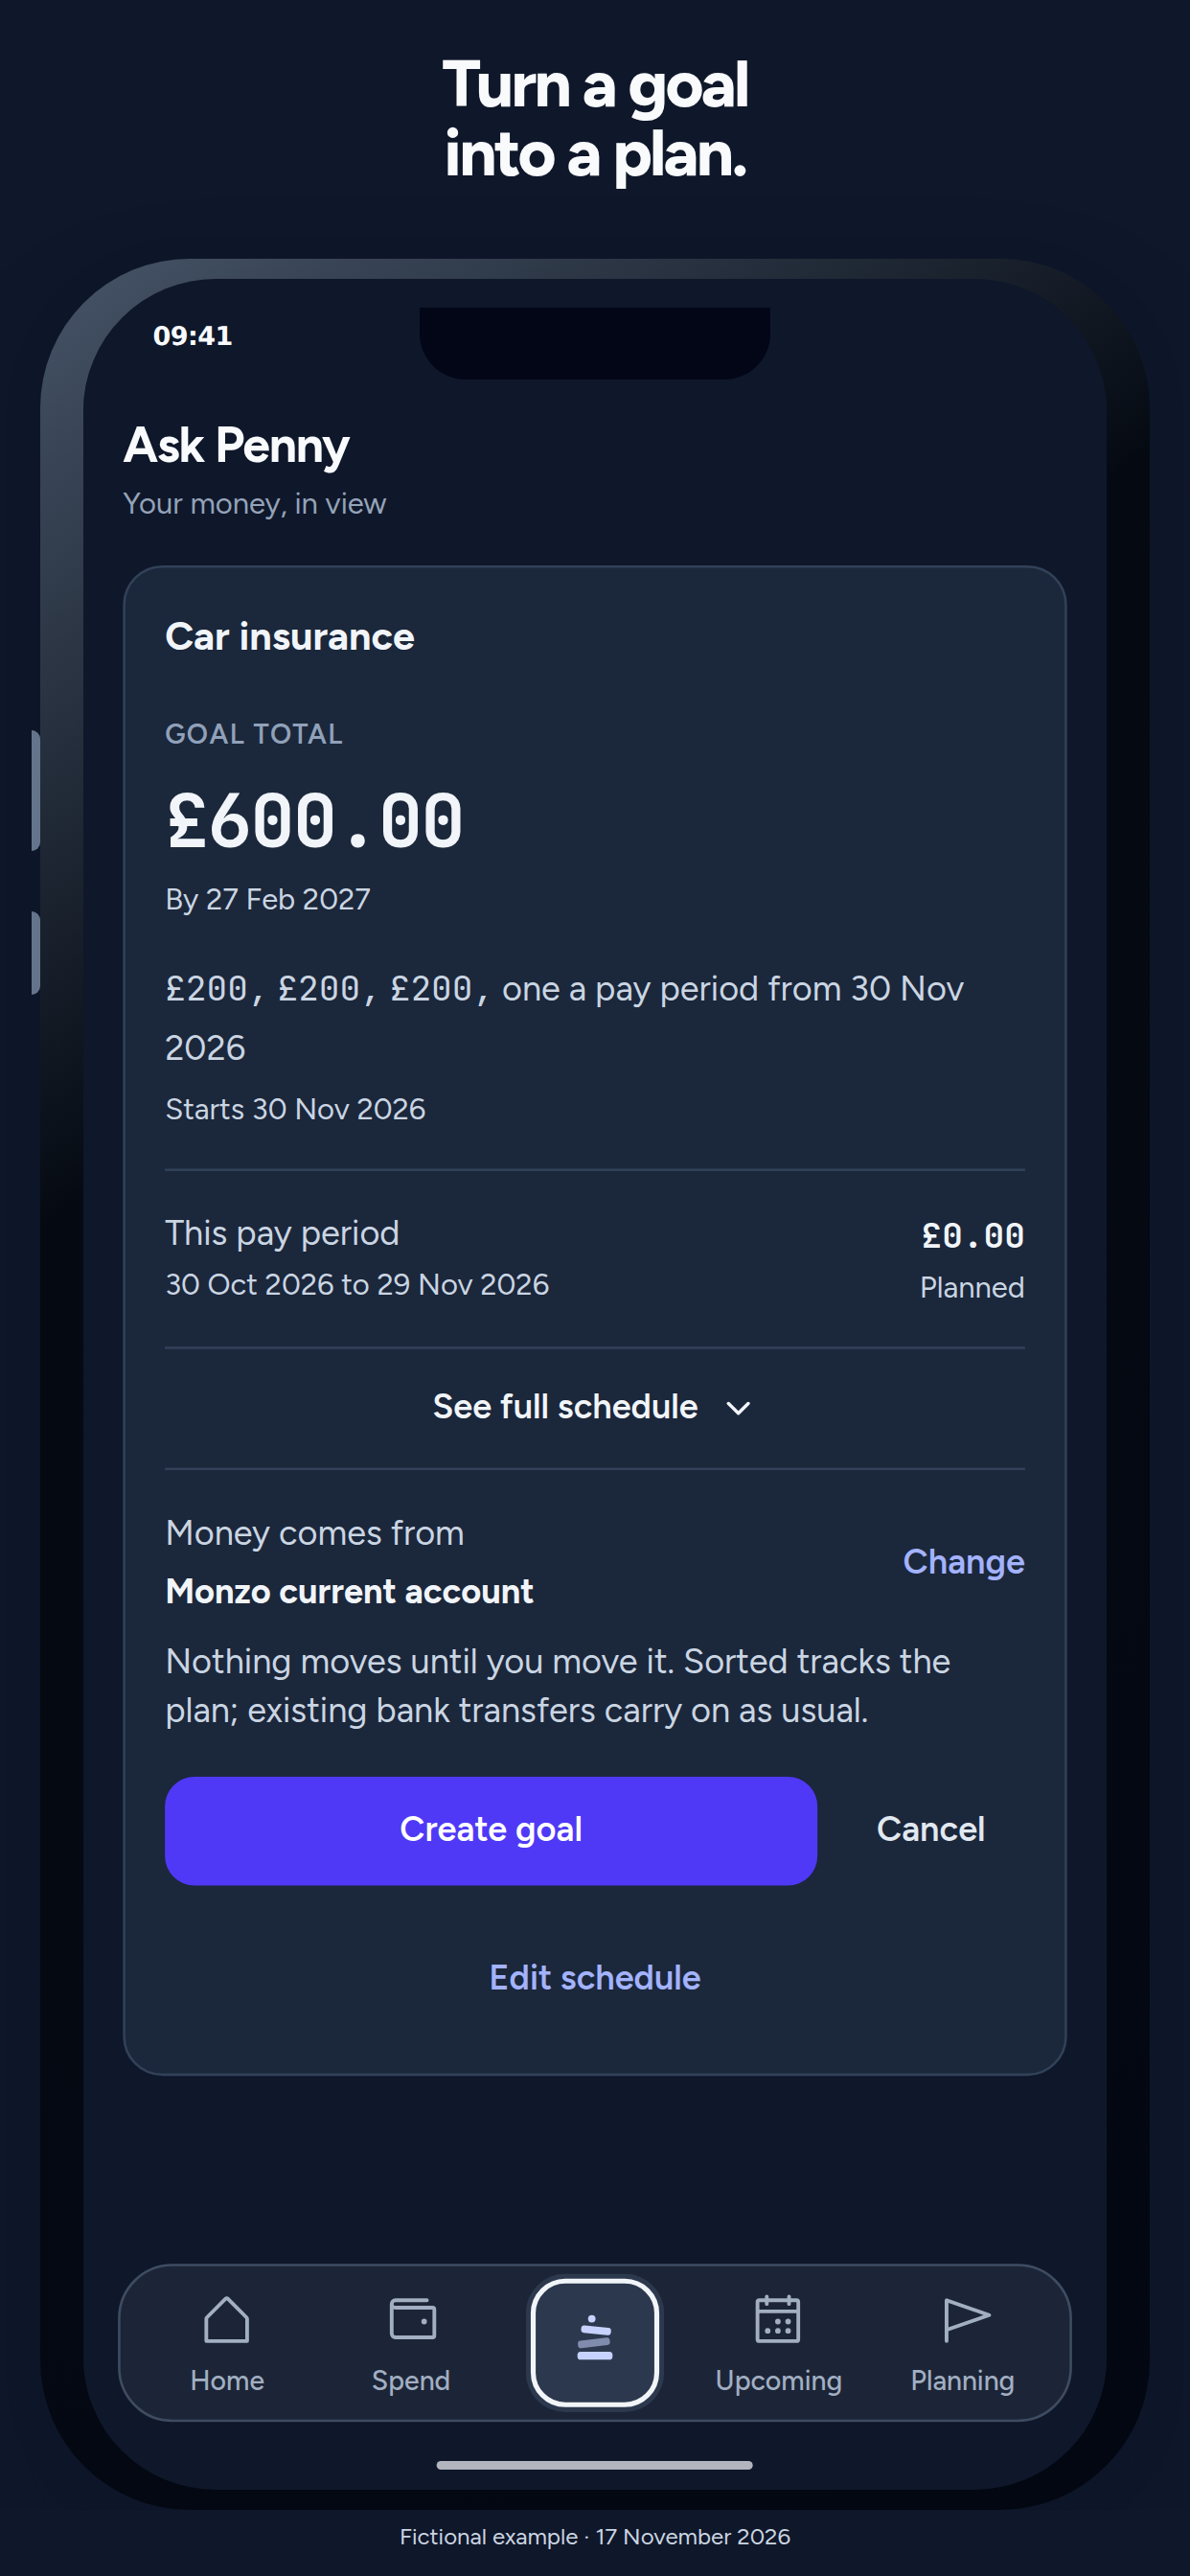 Turn a goal
into a plan.
09:41
Ask Penny
Your money, in view
Car insurance
GOAL TOTAL
£600.00
By 27 Feb 2027
£200, £200, £200, one a pay period from 30 Nov
2026
Starts 30 Nov 2026
This pay period
£0.00
30 Oct 2026 to 29 Nov 2026
Planned
See full schedule
Money comes from
Monzo current account
Change
Nothing moves until you move it. Sorted tracks the
plan; existing bank transfers carry on as usual.
Create goal
Cancel
Edit schedule
Home
Spend
Upcoming
Planning
Fictional example · 17 November 2026